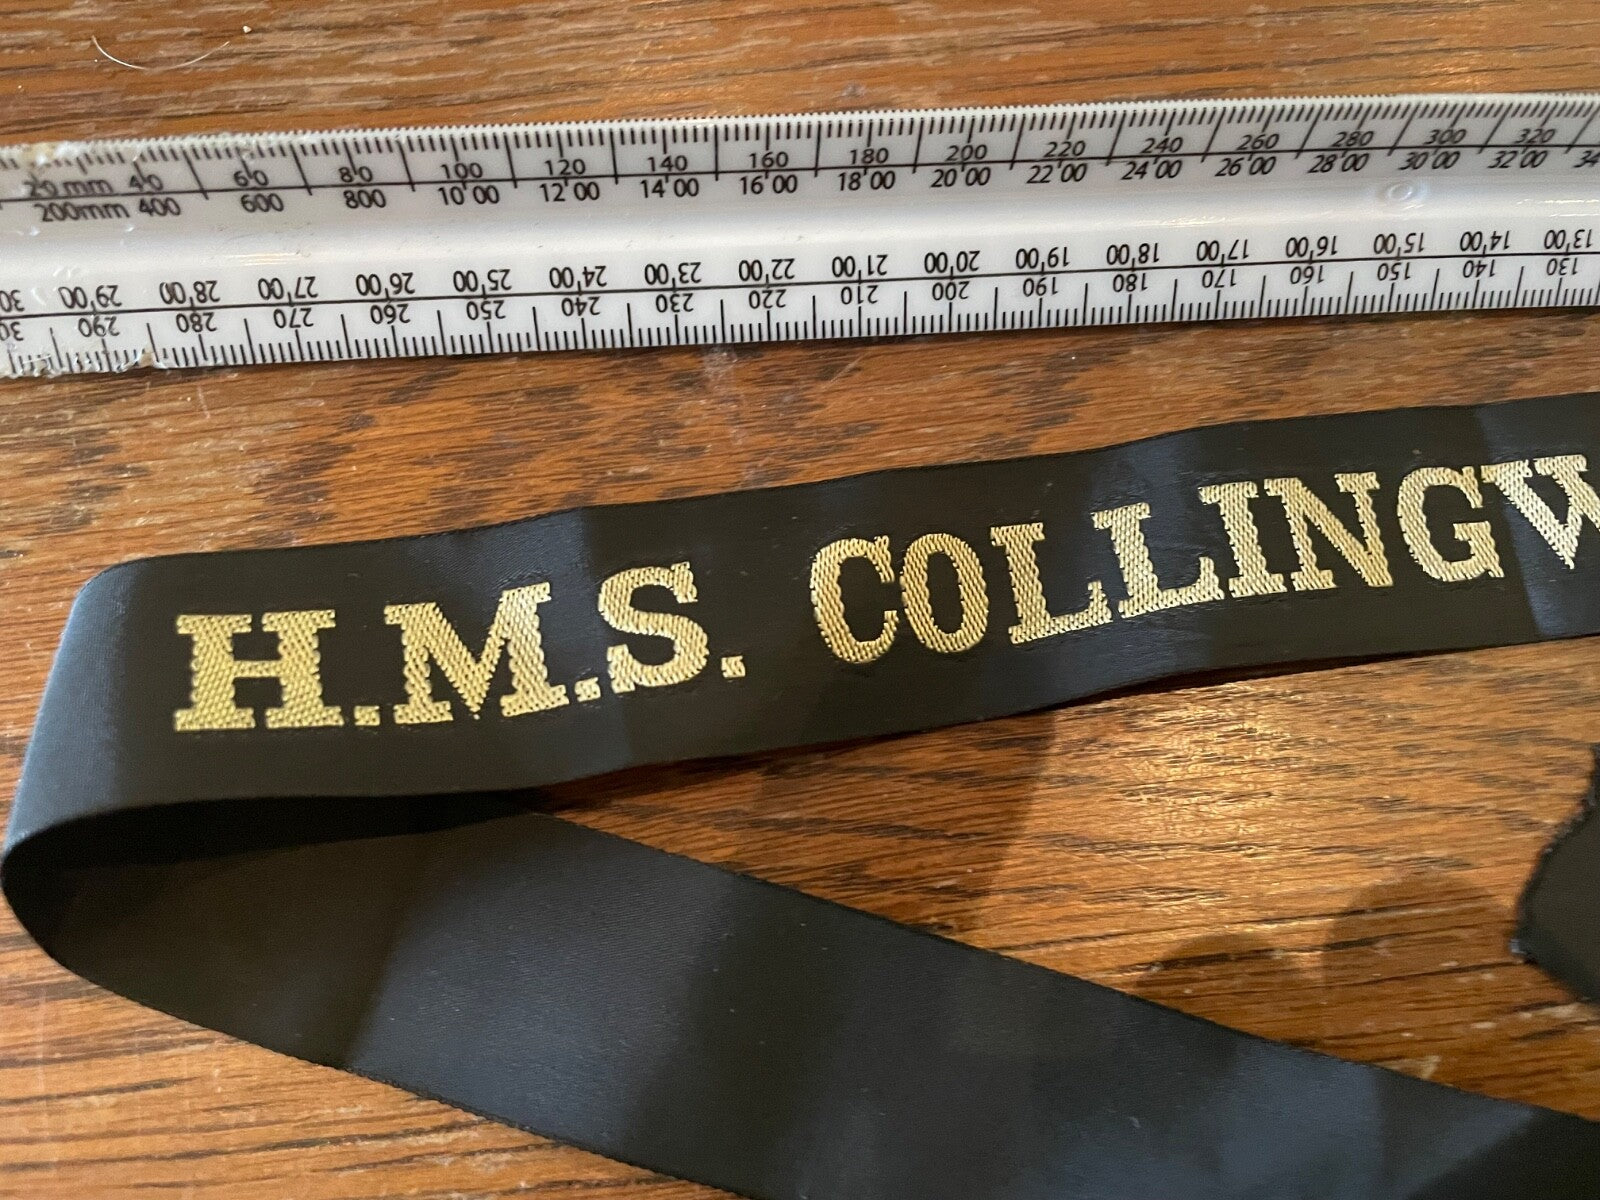 20 mm 40 60 80 100 120 140 160 180 200 220 240 260 280 300 320
200mm 400 600 800 10'00 12'00 14'00 16'00 18'00 20'00 22'00 24'00 26'00 28'00 30'00 32'00 34
13'00 14'00 15'00 16'00 17'00 18'00 19'00 20'00 21'00 22'00 23'00 24'00 25'00 26'00 27'00 28'00 29'00 30
130 140 150 160 170 180 190 200 210 220 230 240 250 260 270 280 290 30
H.M.S. COLLINGW